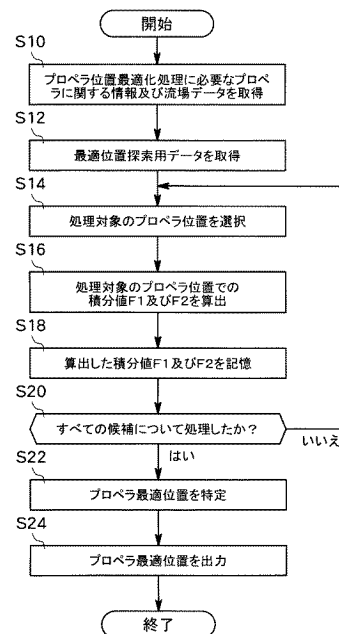 開始
S10
プロペラ位置最適化処理に必要なプロペ
ラに関する情報及び流場データを取得
S12
最適位置探索用データを取得
S14
処理対象のプロペラ位置を選択
S16
処理対象のプロペラ位置での
積分値F1及びF2を算出
S18
算出した積分値F1及びF2を記憶
S20
すべての候補について処理したか？
いいえ
はい
S22
プロペラ最適位置を特定
S24
プロペラ最適位置を出力
終了